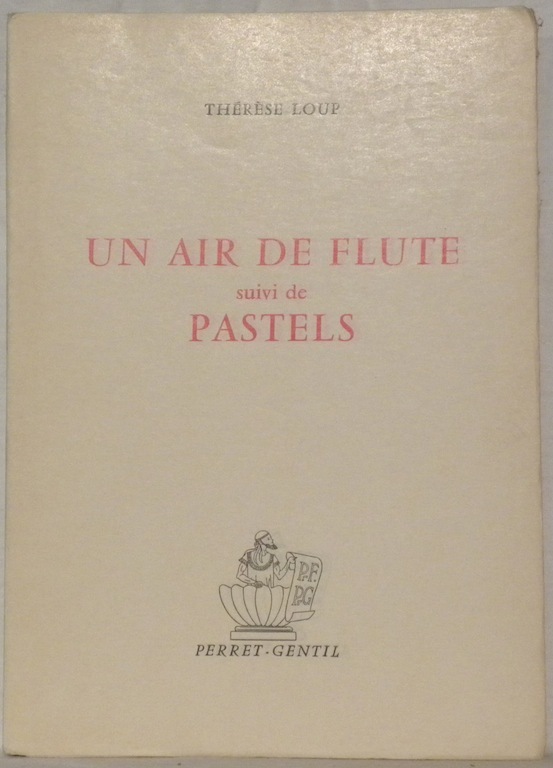 THÉRÈSE LOUP
UN AIR DE FLUTE
suivi de
PASTELS
P.F.
P.G
PERRET-GENTIL